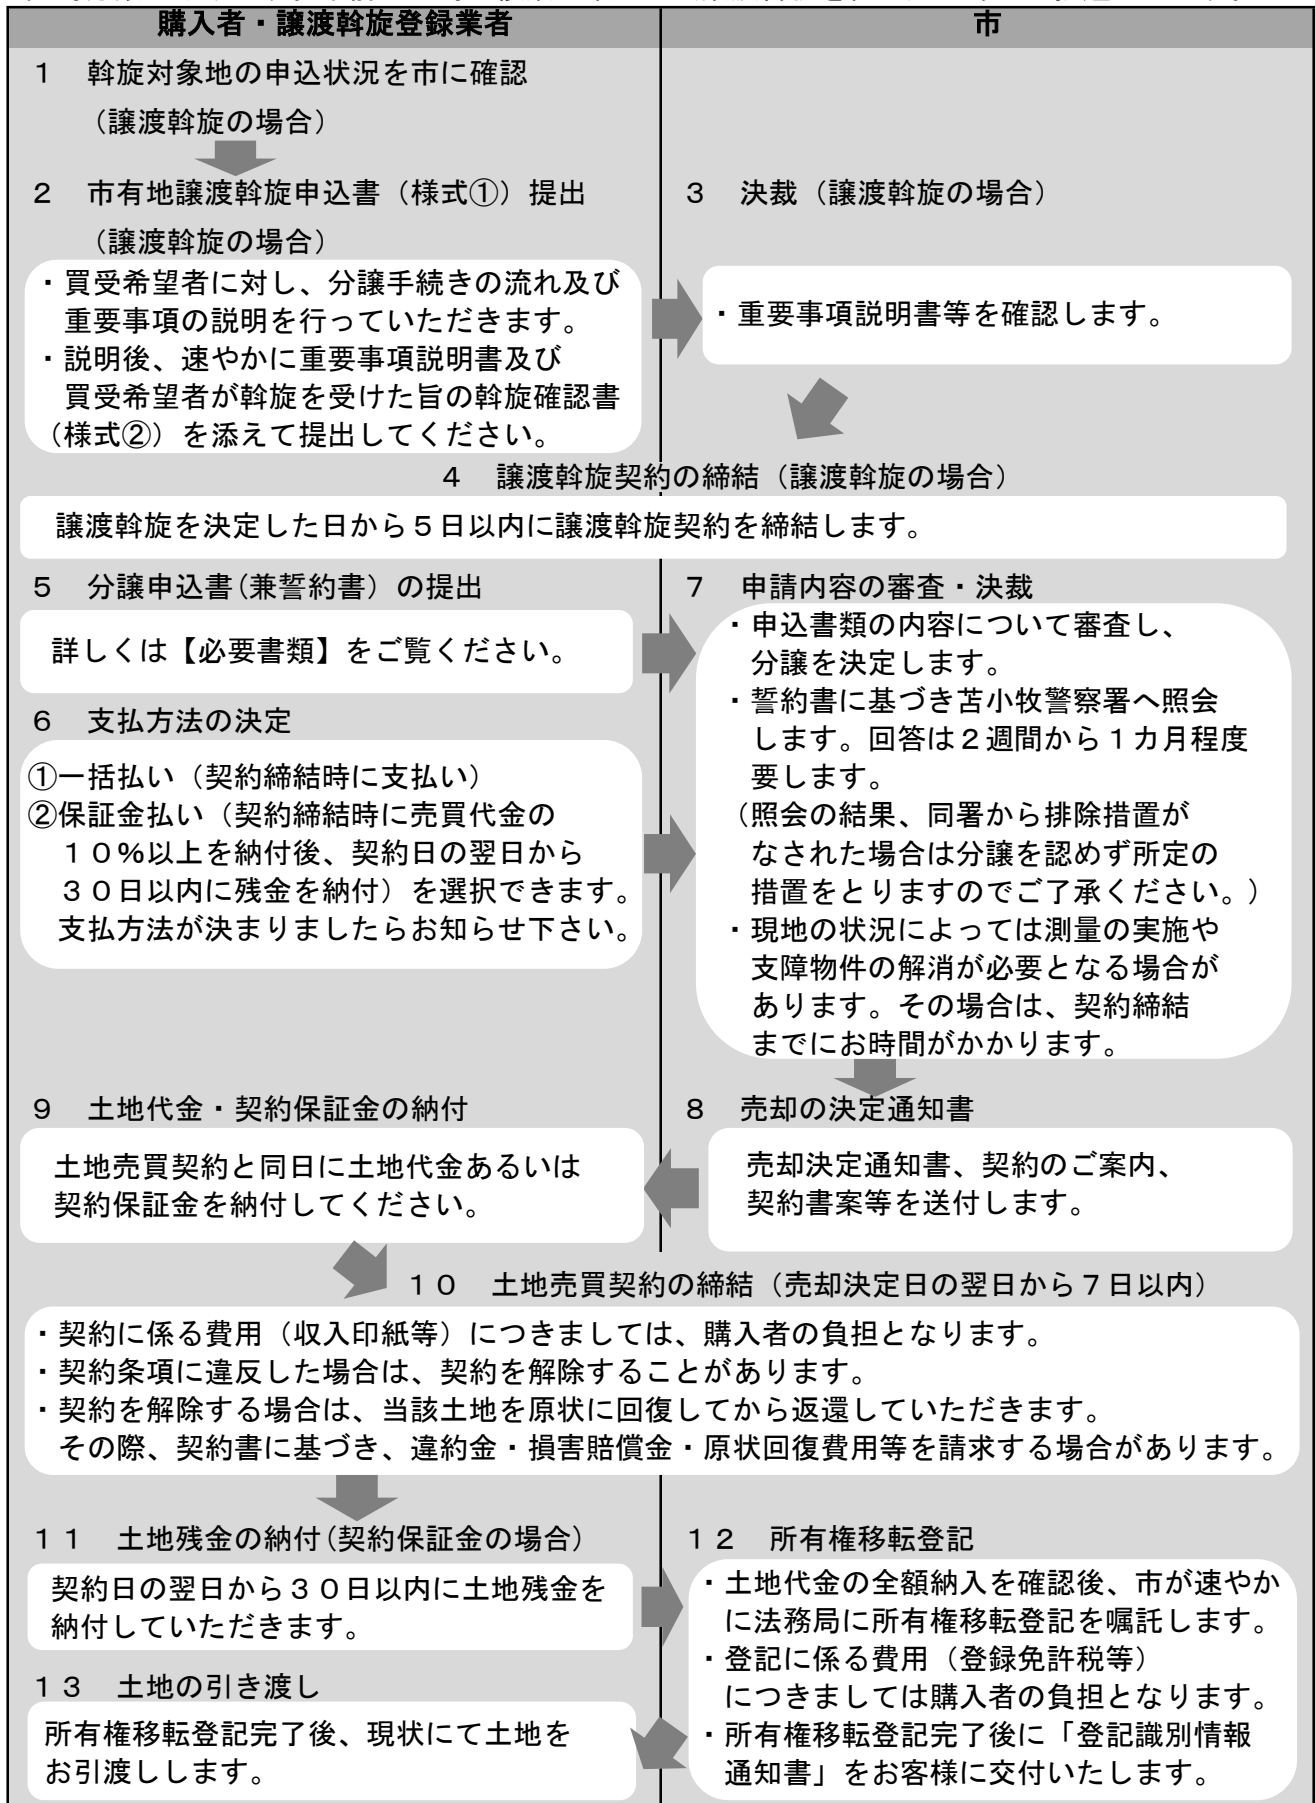 購入者・譲渡斡旋登録業者
市
1 斡旋対象地の申込状況を市に確認
(譲渡斡旋の場合)
2 市有地譲渡斡旋申込書(様式①)提出
(譲渡斡旋の場合)
・買受希望者に対し、分譲手続きの流れ及び
重要事項の説明を行っていただきます。
・説明後、速やかに重要事項説明書及び
買受希望者が斡旋を受けた旨の斡旋確認書
(様式②)を添えて提出してください。
3 決裁(譲渡斡旋の場合)
・重要事項説明書等を確認します。
4 譲渡斡旋契約の締結(譲渡斡旋の場合)
譲渡斡旋を決定した日から5日以内に譲渡斡旋契約を締結します。
5 分譲申込書(兼誓約書)の提出
詳しくは【必要書類】をご覧ください。
6 支払方法の決定
①一括払い(契約締結時に支払い)
②保証金払い(契約締結時に売買代金の
10%以上を納付後、契約日の翌日から
30日以内に残金を納付)を選択できます。
支払方法が決まりましたらお知らせ下さい。
7 申請内容の審査・決裁
・申込書類の内容について審査し、
分譲を決定します。
・誓約書に基づき苫小牧警察署へ照会
します。回答は2週間から1カ月程度
要します。
(照会の結果、同署から排除措置が
なされた場合は分譲を認めず所定の
措置をとりますのでご了承ください。)
・現地の状況によっては測量の実施や
支障物件の解消が必要となる場合が
あります。その場合は、契約締結
までにお時間がかかります。
8 売却の決定通知書
売却決定通知書、契約のご案内、
契約書案等を送付します。
9 土地代金・契約保証金の納付
土地売買契約と同日に土地代金あるいは
契約保証金を納付してください。
10 土地売買契約の締結(売却決定日の翌日から7日以内)
・契約に係る費用(収入印紙等)につきましては、購入者の負担となります。
・契約条項に違反した場合は、契約を解除することがあります。
・契約を解除する場合は、当該土地を原状に回復してから返還していただきます。
その際、契約書に基づき、違約金・損害賠償金・原状回復費用等を請求する場合があります。
11 土地残金の納付(契約保証金の場合)
契約日の翌日から30日以内に土地残金を
納付していただきます。
12 所有権移転登記
・土地代金の全額納入を確認後、市が速やか
に法務局に所有権移転登記を嘱託します。
・登記に係る費用(登録免許税等)
につきましては購入者の負担となります。
・所有権移転登記完了後に「登記識別情報
通知書」をお客様に交付いたします。
13 土地の引き渡し
所有権移転登記完了後、現状にて土地を
お引渡しします。